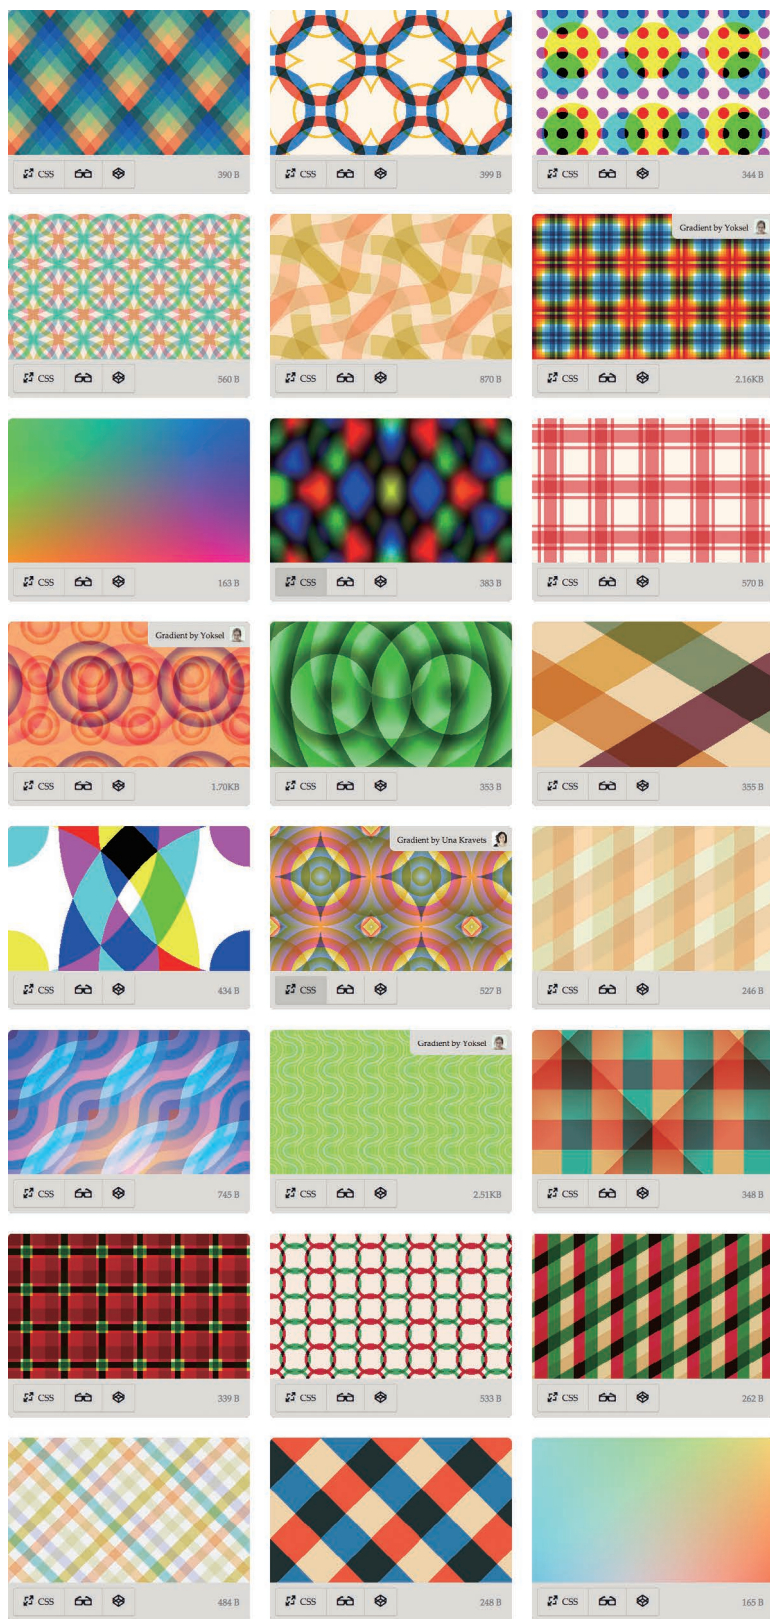 CSS 390 B
CSS 399 B
CSS 344 B
Gradient by Yoksel
CSS 560 B
CSS 870 B
CSS 2.16KB
CSS 163 B
CSS 383 B
CSS 570 B
Gradient by Yoksel
CSS 1.70KB
CSS 353 B
CSS 355 B
Gradient by Una Kravets
CSS 434 B
CSS 527 B
CSS 246 B
Gradient by Yoksel
CSS 745 B
CSS 2.51KB
CSS 348 B
CSS 339 B
CSS 533 B
CSS 262 B
CSS 484 B
CSS 248 B
CSS 165 B